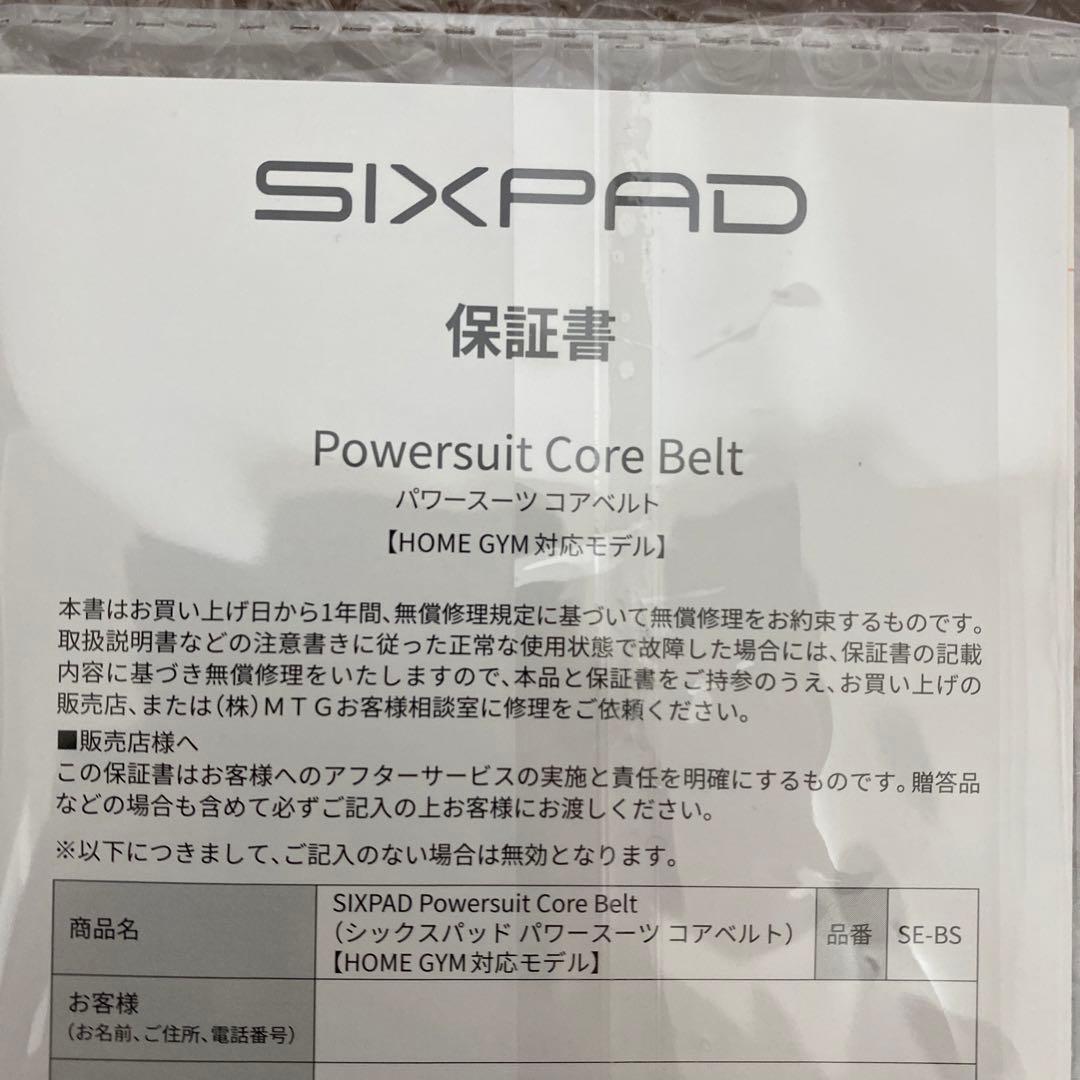 SIXPAD
保証書
Powersuit Core Belt
パワースーツ コアベルト
【HOME GYM対応モデル】
本書はお買い上げ日から1年間、無償修理規定に基づいて無償修理をお約束するものです。
取扱説明書などの注意書きに従った正常な使用状態で故障した場合には、保証書の記載
内容に基づき無償修理をいたしますので、本品と保証書をご持参のうえ、お買い上げの
販売店、または(株)MTGお客様相談室に修理をご依頼ください。
■販売店様へ
この保証書はお客様へのアフターサービスの実施と責任を明確にするものです。贈答品
などの場合も含めて必ずご記入の上お客様にお渡しください。
※以下につきまして、ご記入のない場合は無効となります。
商品名
SIXPAD Powersuit Core Belt
(シックスパッド パワースーツ コアベルト)
【HOME GYM対応モデル】
品番
SE-BS
お客様
(お名前、ご住所、電話番号)